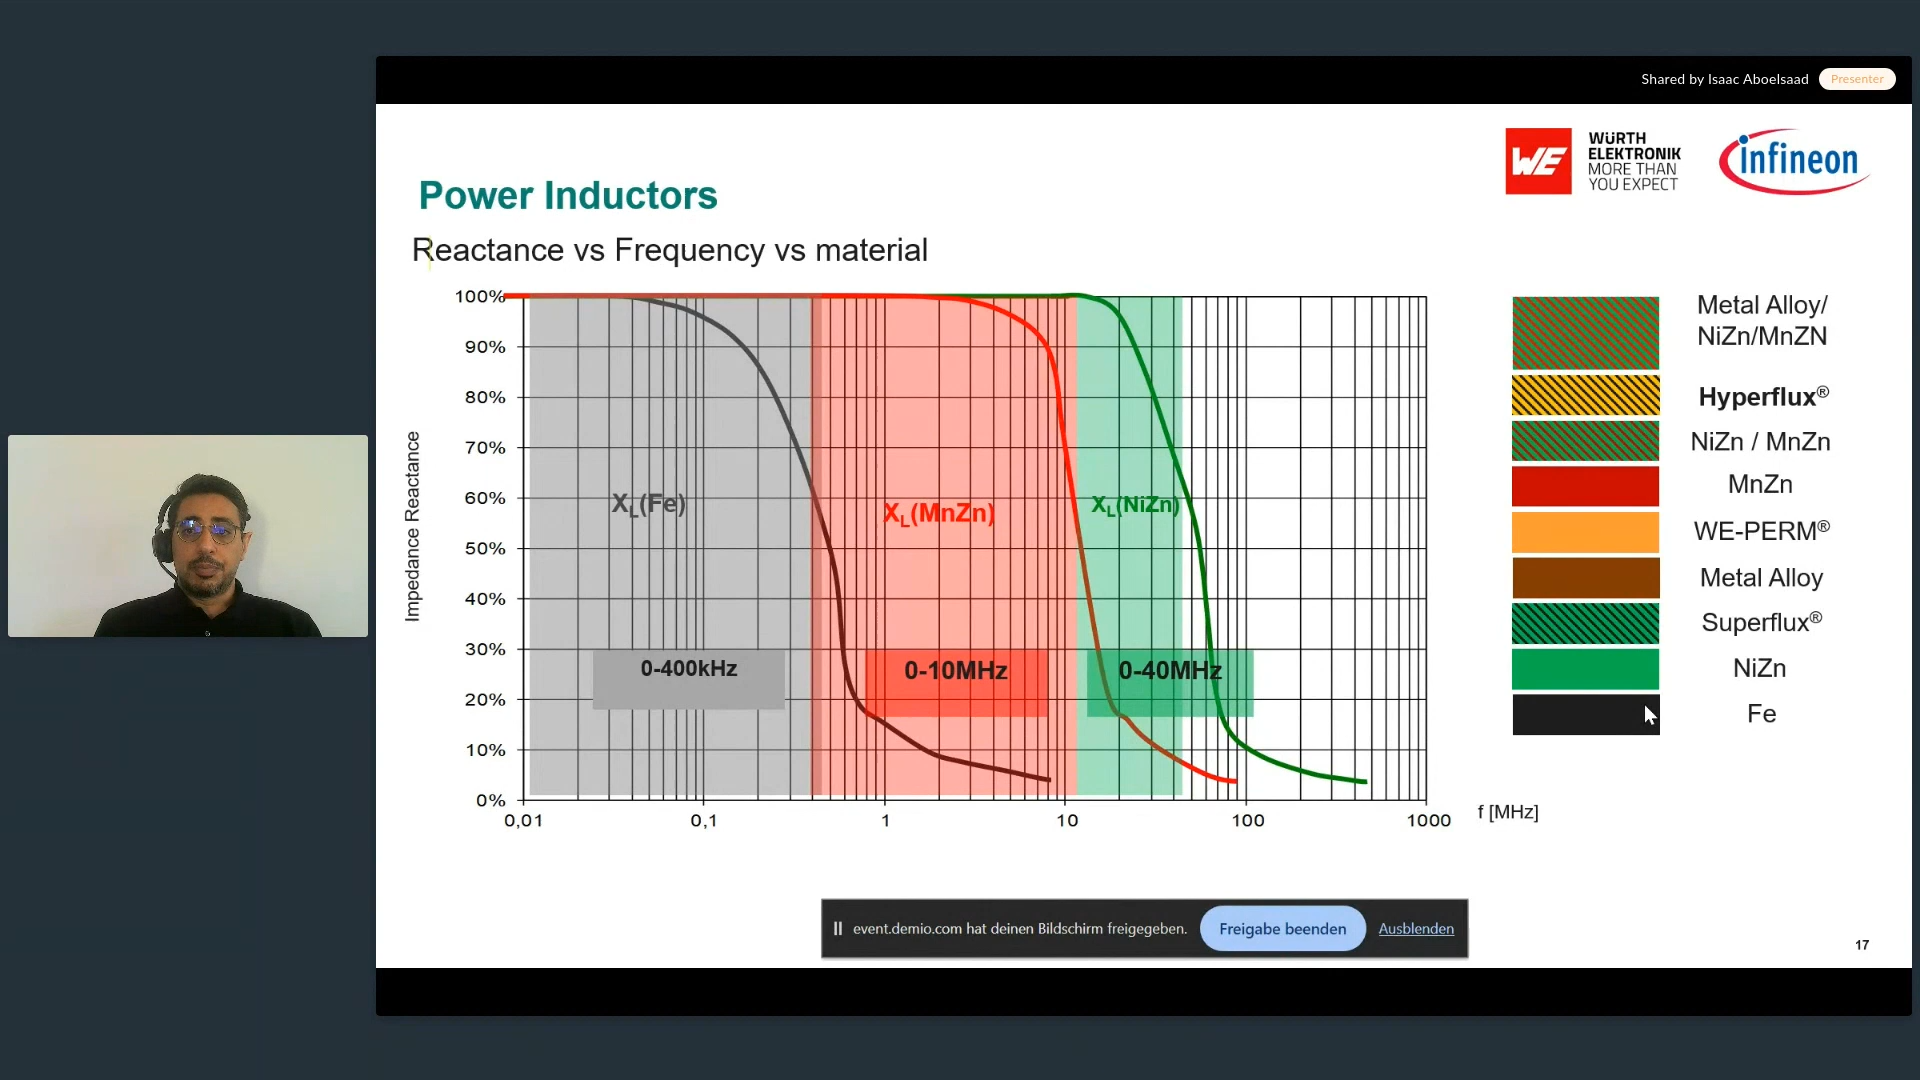 Shared by Isaac Aboelsaad Presenter
WE WÜRTH
ELEKTRONIK
MORE THAN
YOU EXPECT
infineon
Power Inductors
Reactance vs Frequency vs material
Impedance Reactance
100%
90%
80%
70%
60%
50%
40%
30%
20%
10%
0%
XL(Fe)
XL(MnZn)
XL(NiZn)
0-400kHz
0-10MHz
0-40MHz
0,01 0,1 1 10 100 1000
f [MHz]
Metal Alloy/
NiZn/MnZN
Hyperflux®
NiZn / MnZn
MnZn
WE-PERM®
Metal Alloy
Superflux®
NiZn
Fe
event.demio.com hat deinen Bildschirm freigegeben. Freigabe beenden Ausblenden
17